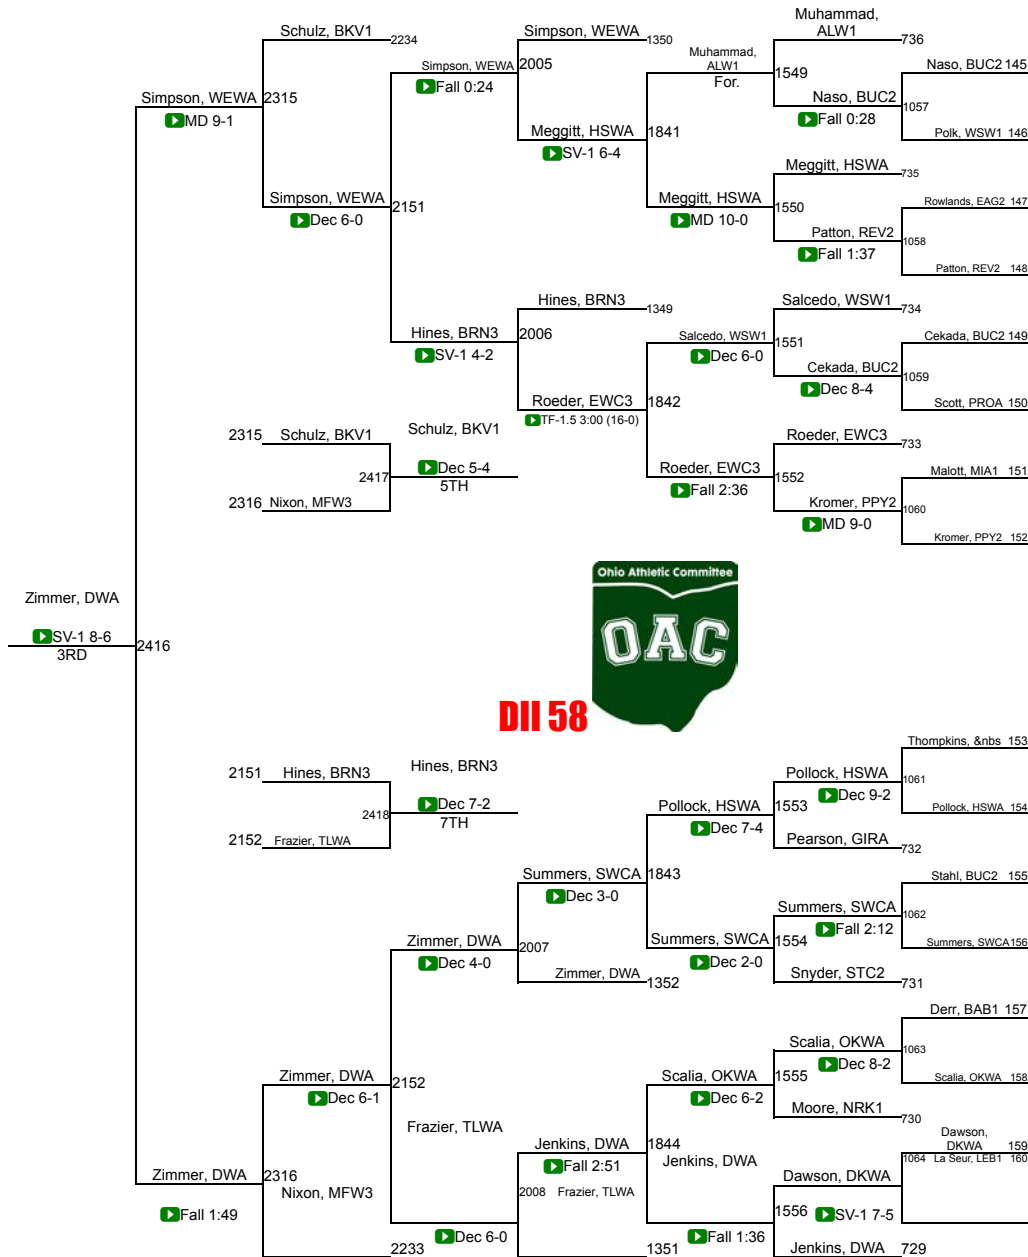 Muhammad,
ALW1
736
Schulz, BKV1
2234
Simpson, WEWA
1350
Muhammad,
ALW1
For.
1549
Naso, BUC2 145
Simpson, WEWA
Fall 0:24
2005
Simpson, WEWA
MD 9-1
2315
Naso, BUC2
Fall 0:28
1057
Meggitt, HSWA
SV-1 6-4
1841
Polk, WSW1 146
Meggitt, HSWA
735
Simpson, WEWA
Dec 6-0
2151
Meggitt, HSWA
MD 10-0
1550
Rowlands, EAG2 147
Patton, REV2
Fall 1:37
1058
Patton, REV2 148
Hines, BRN3
1349
Salcedo, WSW1
734
Hines, BRN3
SV-1 4-2
2006
Salcedo, WSW1
Dec 6-0
1551
Cekada, BUC2 149
Cekada, BUC2
Dec 8-4
1059
Roeder, EWC3
TF-1.5 3:00 (16-0)
1842
Scott, PROA 150
2315 Schulz, BKV1
Schulz, BKV1
Dec 5-4
5TH
2417
2316 Nixon, MFW3
Roeder, EWC3
733
Roeder, EWC3
Fall 2:36
1552
Malott, MIA1 151
Kromer, PPY2
MD 9-0
1060
Kromer, PPY2 152
Ohio Athletic Committee
OAC
Zimmer, DWA
SV-1 8-6
3RD
2416
DII 58
2151 Hines, BRN3
Hines, BRN3
Dec 7-2
7TH
2418
2152 Frazier, TLWA
Thompkins, &nbs 153
Pollock, HSWA
Dec 9-2
1061
Pollock, HSWA
Dec 7-4
1553
Pollock, HSWA 154
Pearson, GIRA
732
Summers, SWCA
Dec 3-0
1843
Stahl, BUC2 155
Summers, SWCA
Fall 2:12
1062
Zimmer, DWA
Dec 4-0
2007
Summers, SWCA
Dec 2-0
1554
Summers, SWCA 156
Zimmer, DWA
1352
Snyder, STC2
731
Derr, BAB1 157
Scalia, OKWA
Dec 8-2
1063
Zimmer, DWA
Dec 6-1
2152
Scalia, OKWA
Dec 6-2
1555
Scalia, OKWA 158
Moore, NRK1
730
Frazier, TLWA
Jenkins, DWA
Fall 2:51
1844
Jenkins, DWA
Dawson,
DKWA 159
1064 La Seur, LEB1 160
Zimmer, DWA
Fall 1:49
2316
Nixon, MFW3
2008 Frazier, TLWA
Dawson, DKWA
SV-1 7-5
1556
Dec 6-0
Fall 1:36
2233
1351
Jenkins, DWA
729